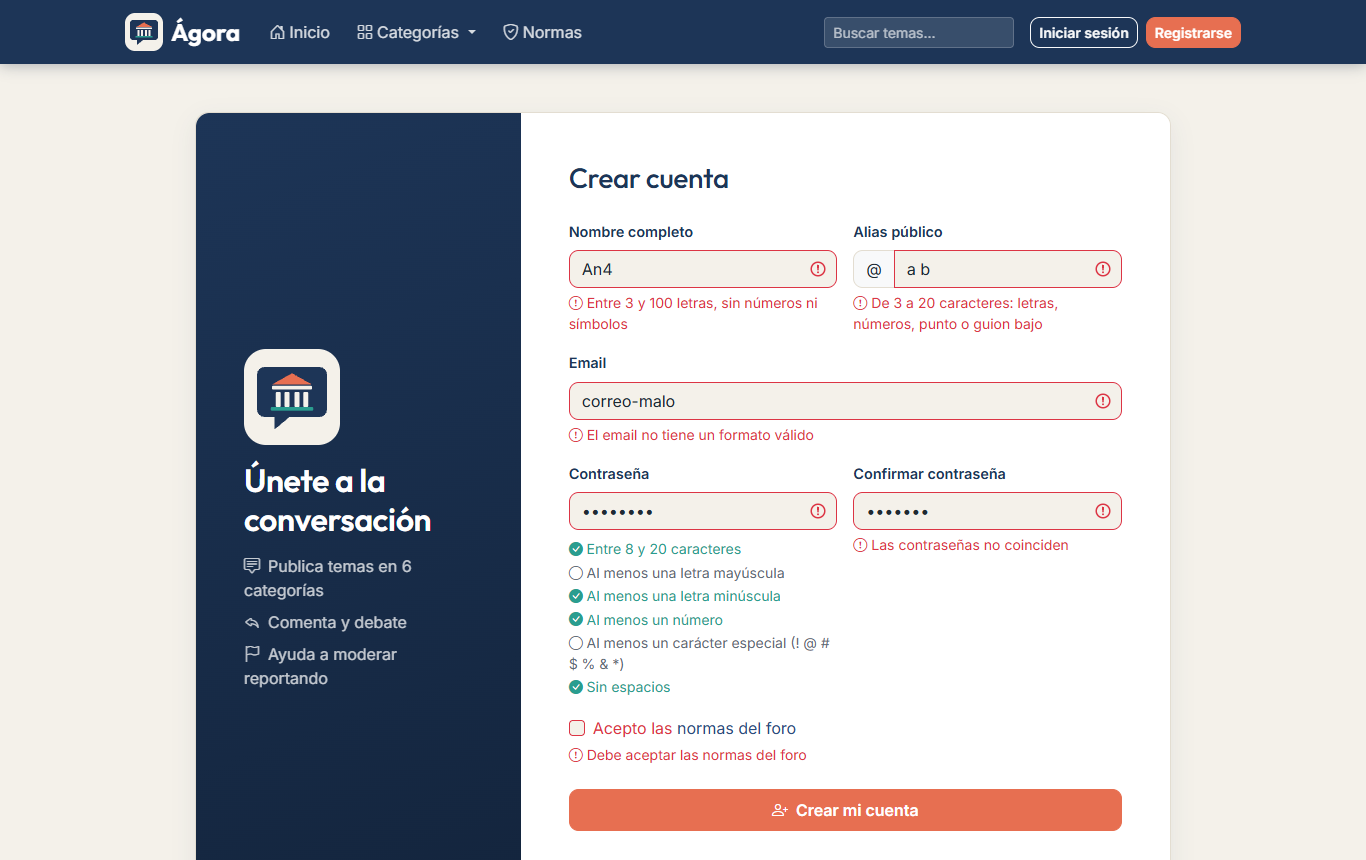 Ágora
Inicio
Categorías
Normas
Buscar temas...
Iniciar sesión
Registrarse
Únete a la
conversación
Publica temas en 6
categorías
Comenta y debate
Ayuda a moderar
reportando
Crear cuenta
Nombre completo
An4
Entre 3 y 100 letras, sin números ni
símbolos
Alias público
@ a b
De 3 a 20 caracteres: letras,
números, punto o guion bajo
Email
correo-malo
El email no tiene un formato válido
Contraseña
••••••••
Entre 8 y 20 caracteres
Al menos una letra mayúscula
Al menos una letra minúscula
Al menos un número
Al menos un carácter especial (! @ #
$ % & *)
Sin espacios
Confirmar contraseña
•••••••
Las contraseñas no coinciden
Acepto las normas del foro
Debe aceptar las normas del foro
Crear mi cuenta